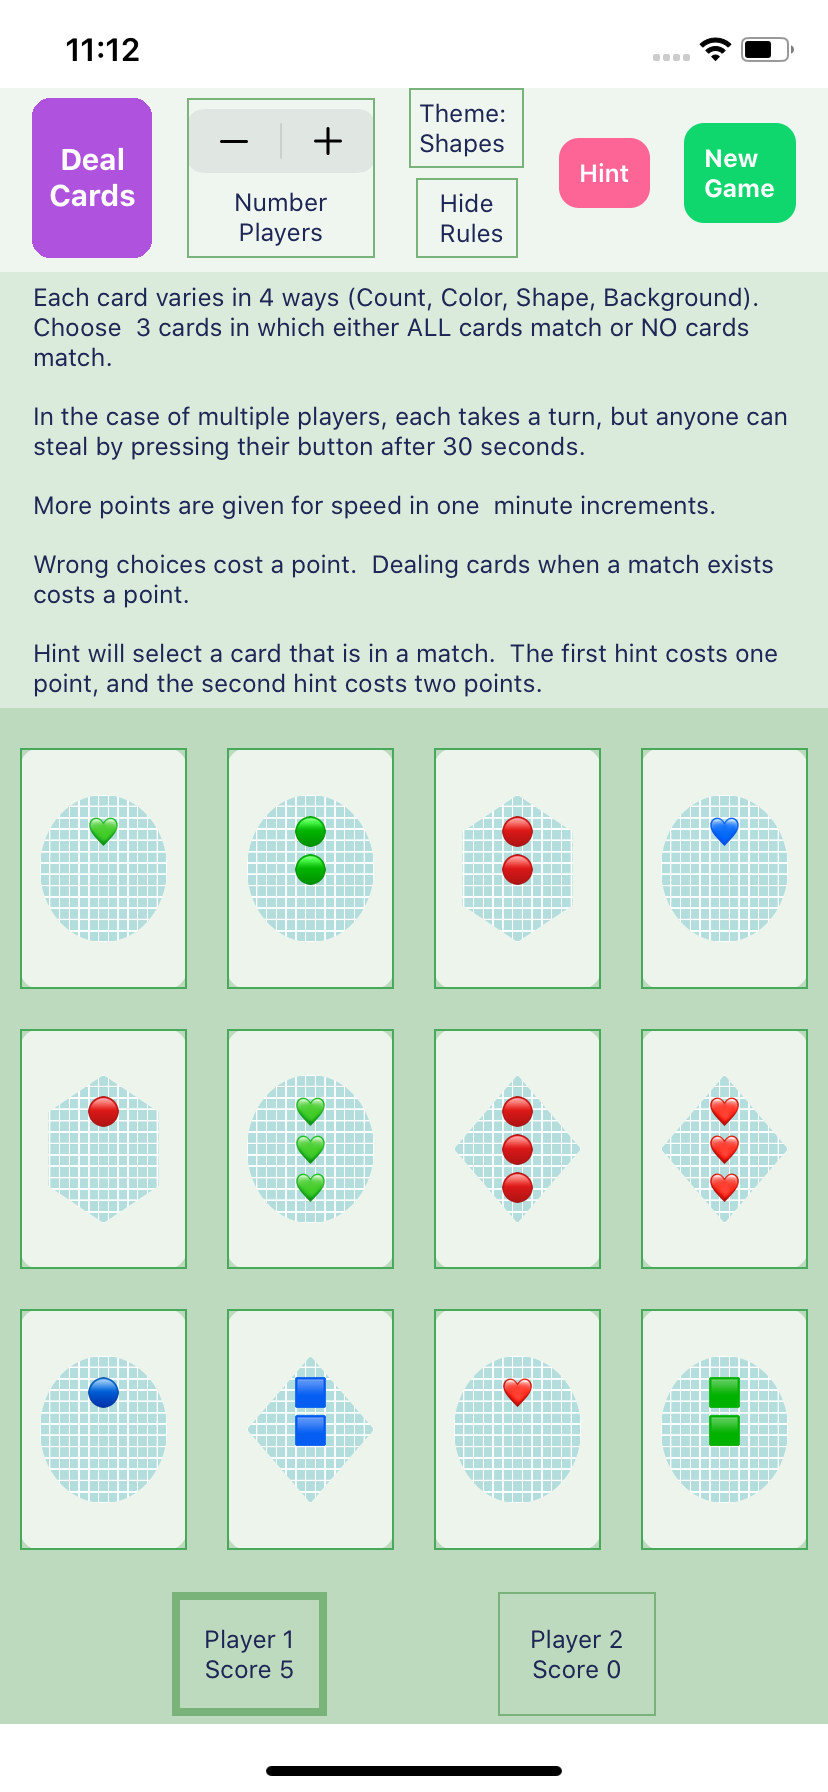 11:12
Deal
Cards
Number
Players
Theme:
Shapes
Hide
Rules
Hint
New
Game
Each card varies in 4 ways (Count, Color, Shape, Background).
Choose  3 cards in which either ALL cards match or NO cards
match.
In the case of multiple players, each takes a turn, but anyone can
steal by pressing their button after 30 seconds.
More points are given for speed in one  minute increments.
Wrong choices cost a point.  Dealing cards when a match exists
costs a point.
Hint will select a card that is in a match.  The first hint costs one
point, and the second hint costs two points.
Player 1
Score 5
Player 2
Score 0